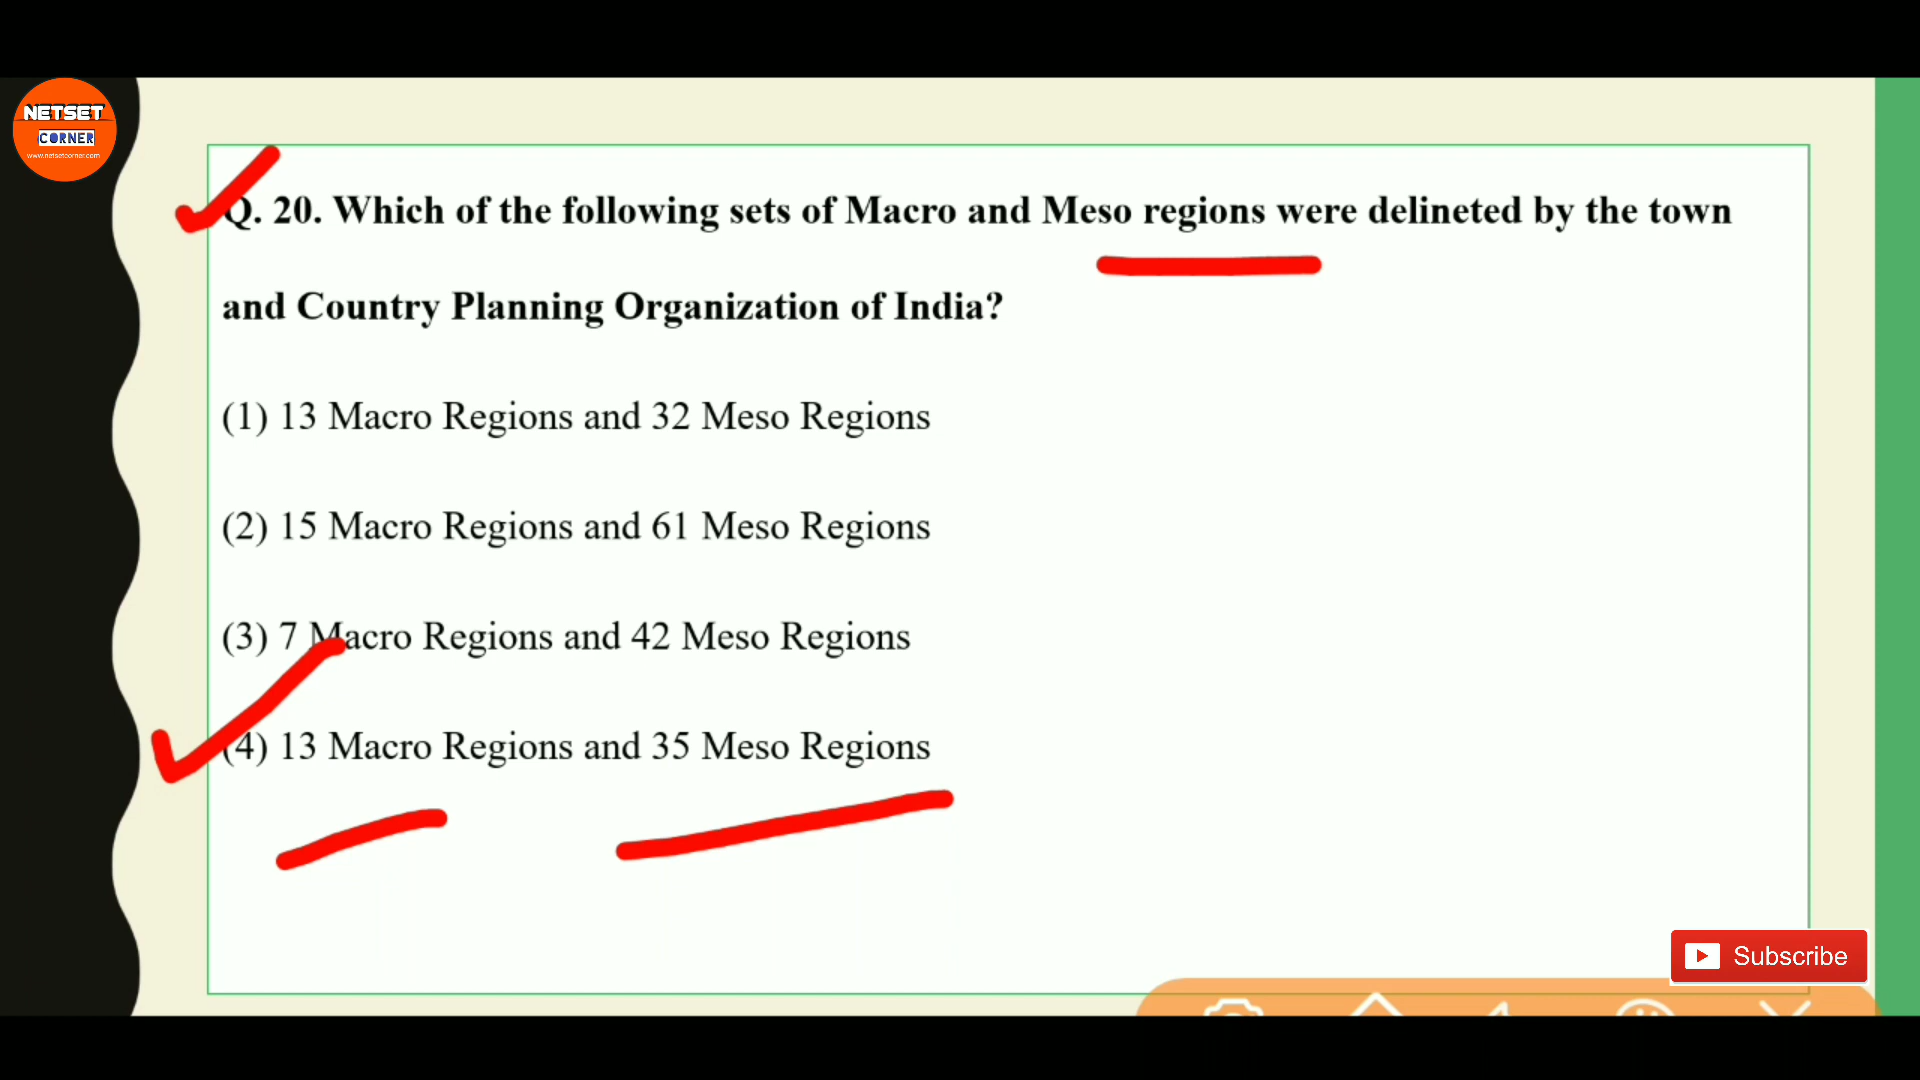 NETSET
CORNER
www.netsetcorner.com
Q. 20. Which of the following sets of Macro and Meso regions were delineted by the town
and Country Planning Organization of India?
(1) 13 Macro Regions and 32 Meso Regions
(2) 15 Macro Regions and 61 Meso Regions
(3) 7 Macro Regions and 42 Meso Regions
(4) 13 Macro Regions and 35 Meso Regions
Subscribe